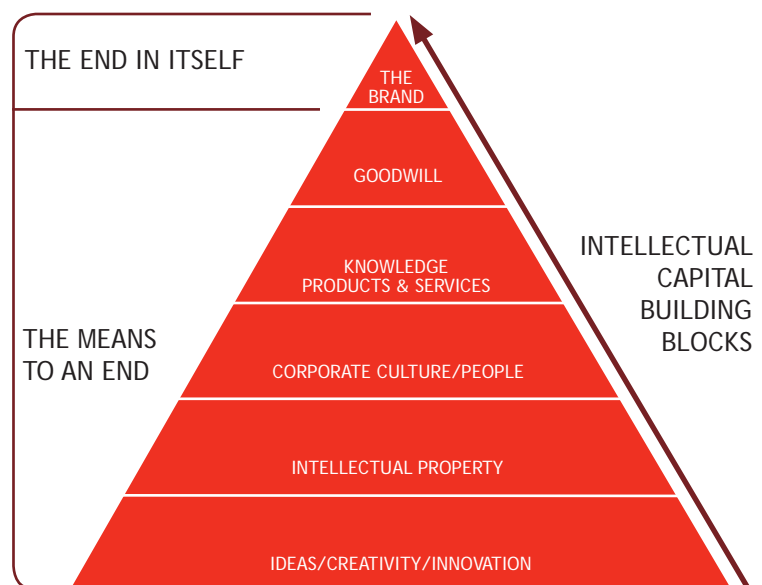 THE END IN ITSELF
THE
BRAND
GOODWILL
KNOWLEDGE
PRODUCTS & SERVICES
THE MEANS
TO AN END
CORPORATE CULTURE/PEOPLE
INTELLECTUAL PROPERTY
IDEAS/CREATIVITY/INNOVATION
INTELLECTUAL
CAPITAL
BUILDING
BLOCKS